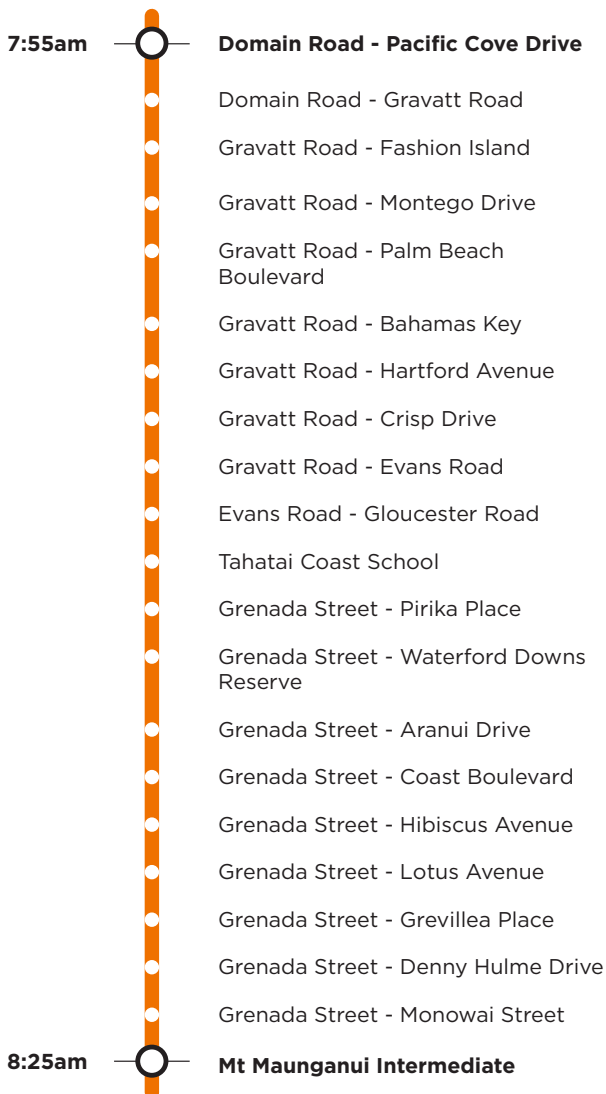 7:55am Domain Road - Pacific Cove Drive
Domain Road - Gravatt Road
Gravatt Road - Fashion Island
Gravatt Road - Montego Drive
Gravatt Road - Palm Beach
Boulevard
Gravatt Road - Bahamas Key
Gravatt Road - Hartford Avenue
Gravatt Road - Crisp Drive
Gravatt Road - Evans Road
Evans Road - Gloucester Road
Tahatai Coast School
Grenada Street - Pirika Place
Grenada Street - Waterford Downs
Reserve
Grenada Street - Aranui Drive
Grenada Street - Coast Boulevard
Grenada Street - Hibiscus Avenue
Grenada Street - Lotus Avenue
Grenada Street - Grevillea Place
Grenada Street - Denny Hulme Drive
Grenada Street - Monowai Street
8:25am Mt Maunganui Intermediate